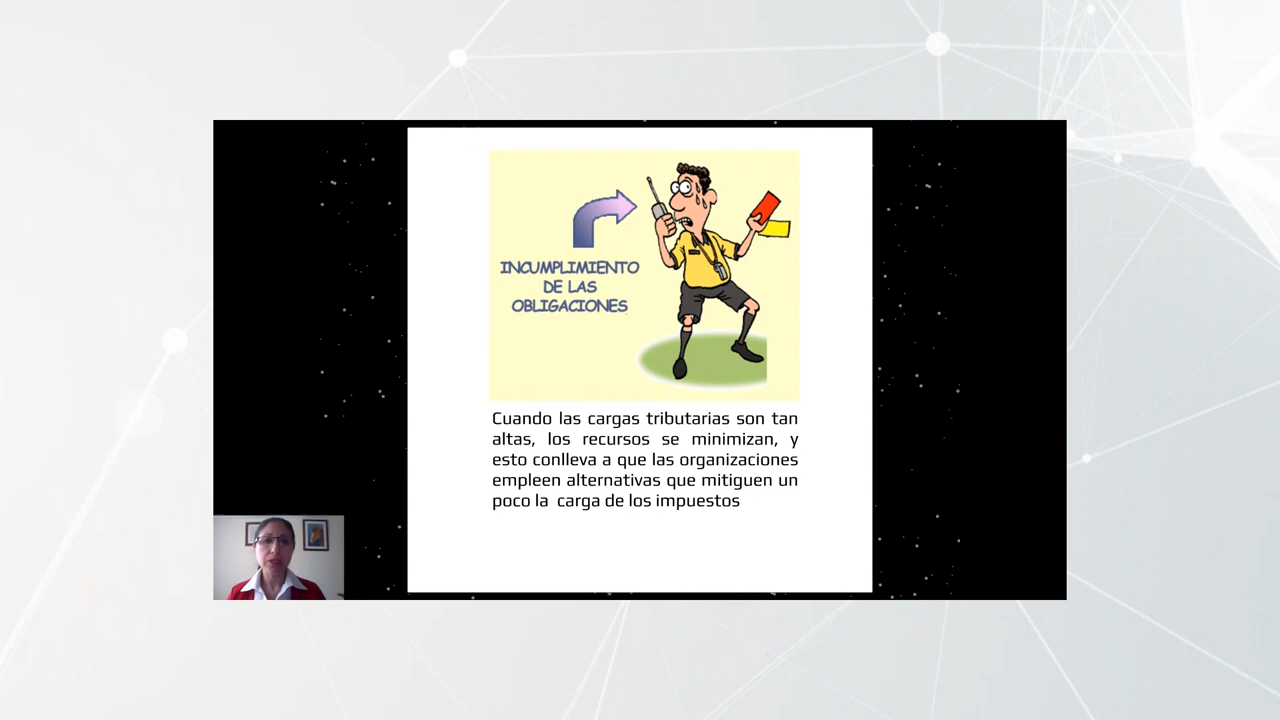 INCUMPLIMIENTO
DE LAS
OBLIGACIONES
Cuando las cargas tributarias son tan
altas, los recursos se minimizan, y
esto conlleva a que las organizaciones
empleen alternativas que mitiguen un
poco la carga de los impuestos